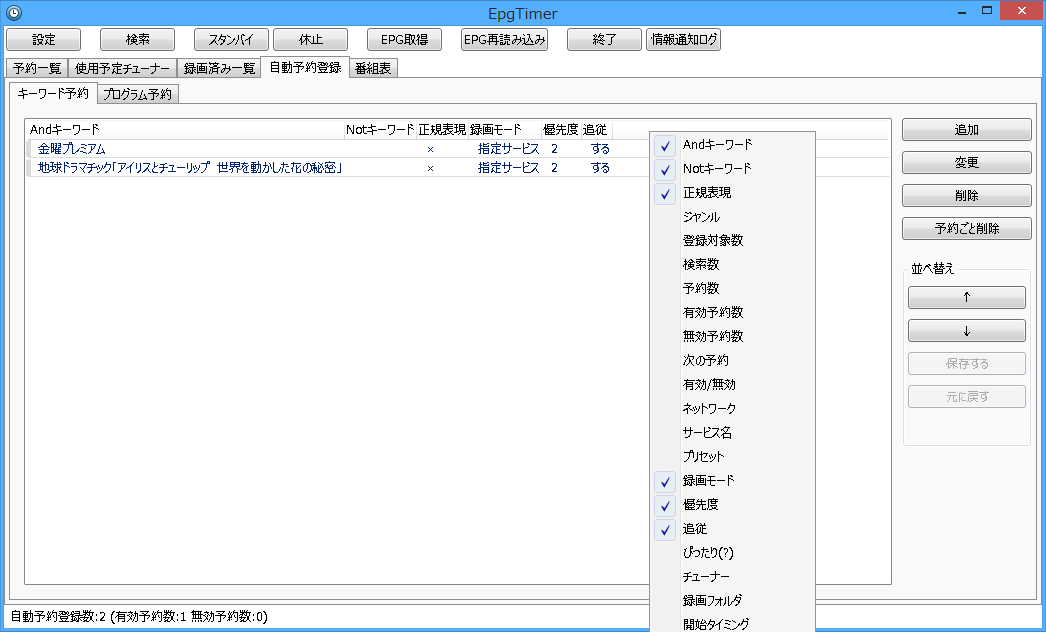 EpgTimer
設定 検索 スタンバイ 休止 EPG取得 EPG再読み込み 終了 情報通知ログ
予約一覧 使用予定チューナー 録画済み一覧 自動予約登録 番組表
キーワード予約 プログラム予約
Andキーワード Notキーワード 正規表現 録画モード 優先度 追従
金曜プレミアム × 指定サービス 2 する
地球ドラマチック「アイリスとチューリップ 世界を動かした花の秘密」 × 指定サービス 2 する
Andキーワード
Notキーワード
正規表現
ジャンル
登録対象数
検索数
予約数
有効予約数
無効予約数
次の予約
有効/無効
ネットワーク
サービス名
プリセット
録画モード
優先度
追従
ぴったり(?)
チューナー
録画フォルダ
開始タイミング
追加
変更
削除
予約ごと削除
並べ替え
↑
↓
保存する
元に戻す
自動予約登録数:2 (有効予約数:1 無効予約数:0)